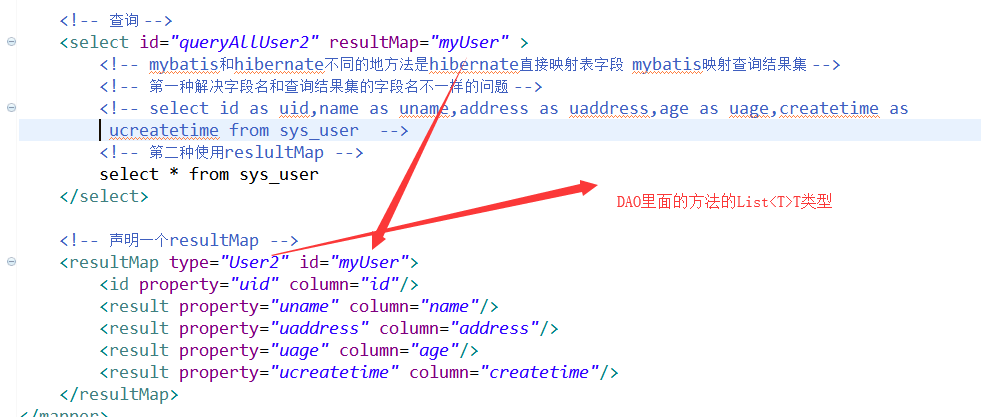 <!-- 查询 -->
<select id="queryAllUser2" resultMap="myUser" >
<!-- mybatis和hibernate不同的地方法是hibernate直接映射表字段 mybatis映射查询结果集 -->
<!-- 第一种解决字段名和查询结果集的字段名不一样的问题 -->
<!-- select id as uid,name as uname,address as uaddress,age as uage,createtime as
ucreatetime from sys_user  -->
<!-- 第二种使用reslultMap -->
select * from sys_user
</select>
DAO里面的方法的List<T>T类型
<!-- 声明一个resultMap -->
<resultMap type="User2" id="myUser">
<id property="uid" column="id"/>
<result property="uname" column="name"/>
<result property="uaddress" column="address"/>
<result property="uage" column="age"/>
<result property="ucreatetime" column="createtime"/>
</resultMap>